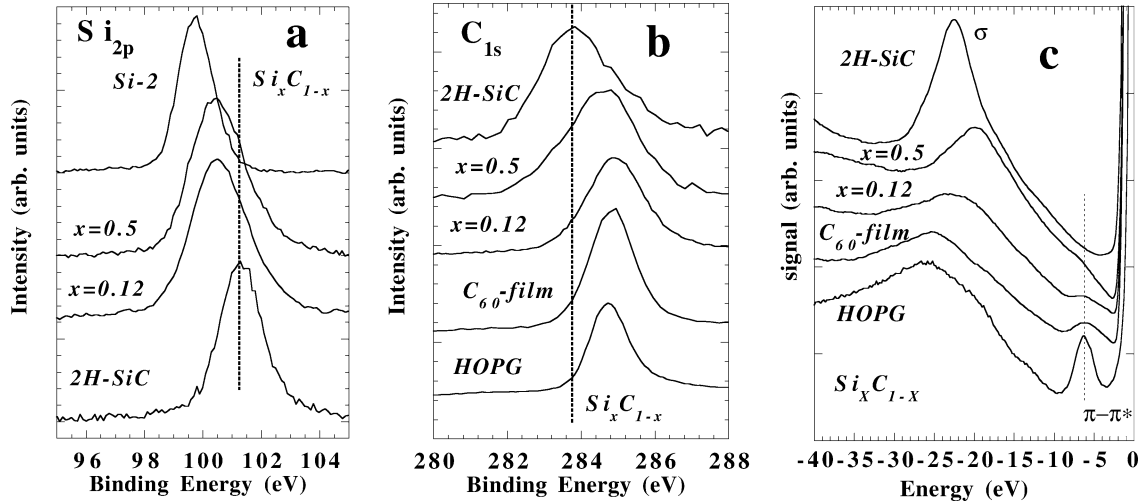 Si2p
a
Si-2
SixC1-x
x=0.5
x=0.12
2H-SiC
Intensity (arb. units)
96 98 100 102 104
Binding Energy (eV)
C1s
b
2H-SiC
x=0.5
x=0.12
C60-film
HOPG
SixC1-x
Intensity (arb. units)
280 282 284 286 288
Binding Energy (eV)
c
σ
2H-SiC
x=0.5
x=0.12
C60-film
HOPG
SiXC1-X
π−π*
signal (arb. units)
-40 -35 -30 -25 -20 -15 -10 -5 0
Energy (eV)